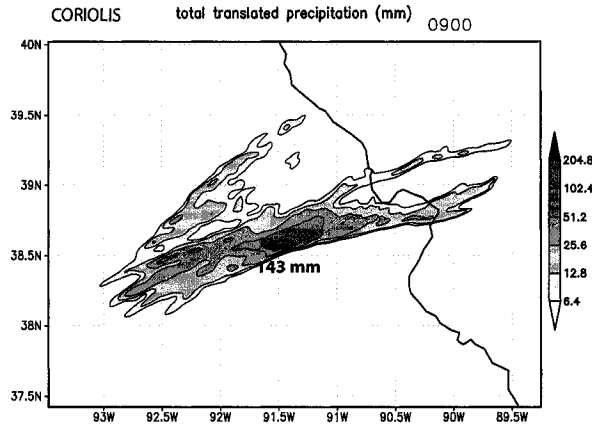 CORIOLIS total translated precipitation (mm) 0900
40N
39.5N
39N
38.5N
38N
37.5N
143 mm
93W 92.5W 92W 91.5W 91W 90.5W 90W 89.5W
204.8
102.4
51.2
25.6
12.8
6.4